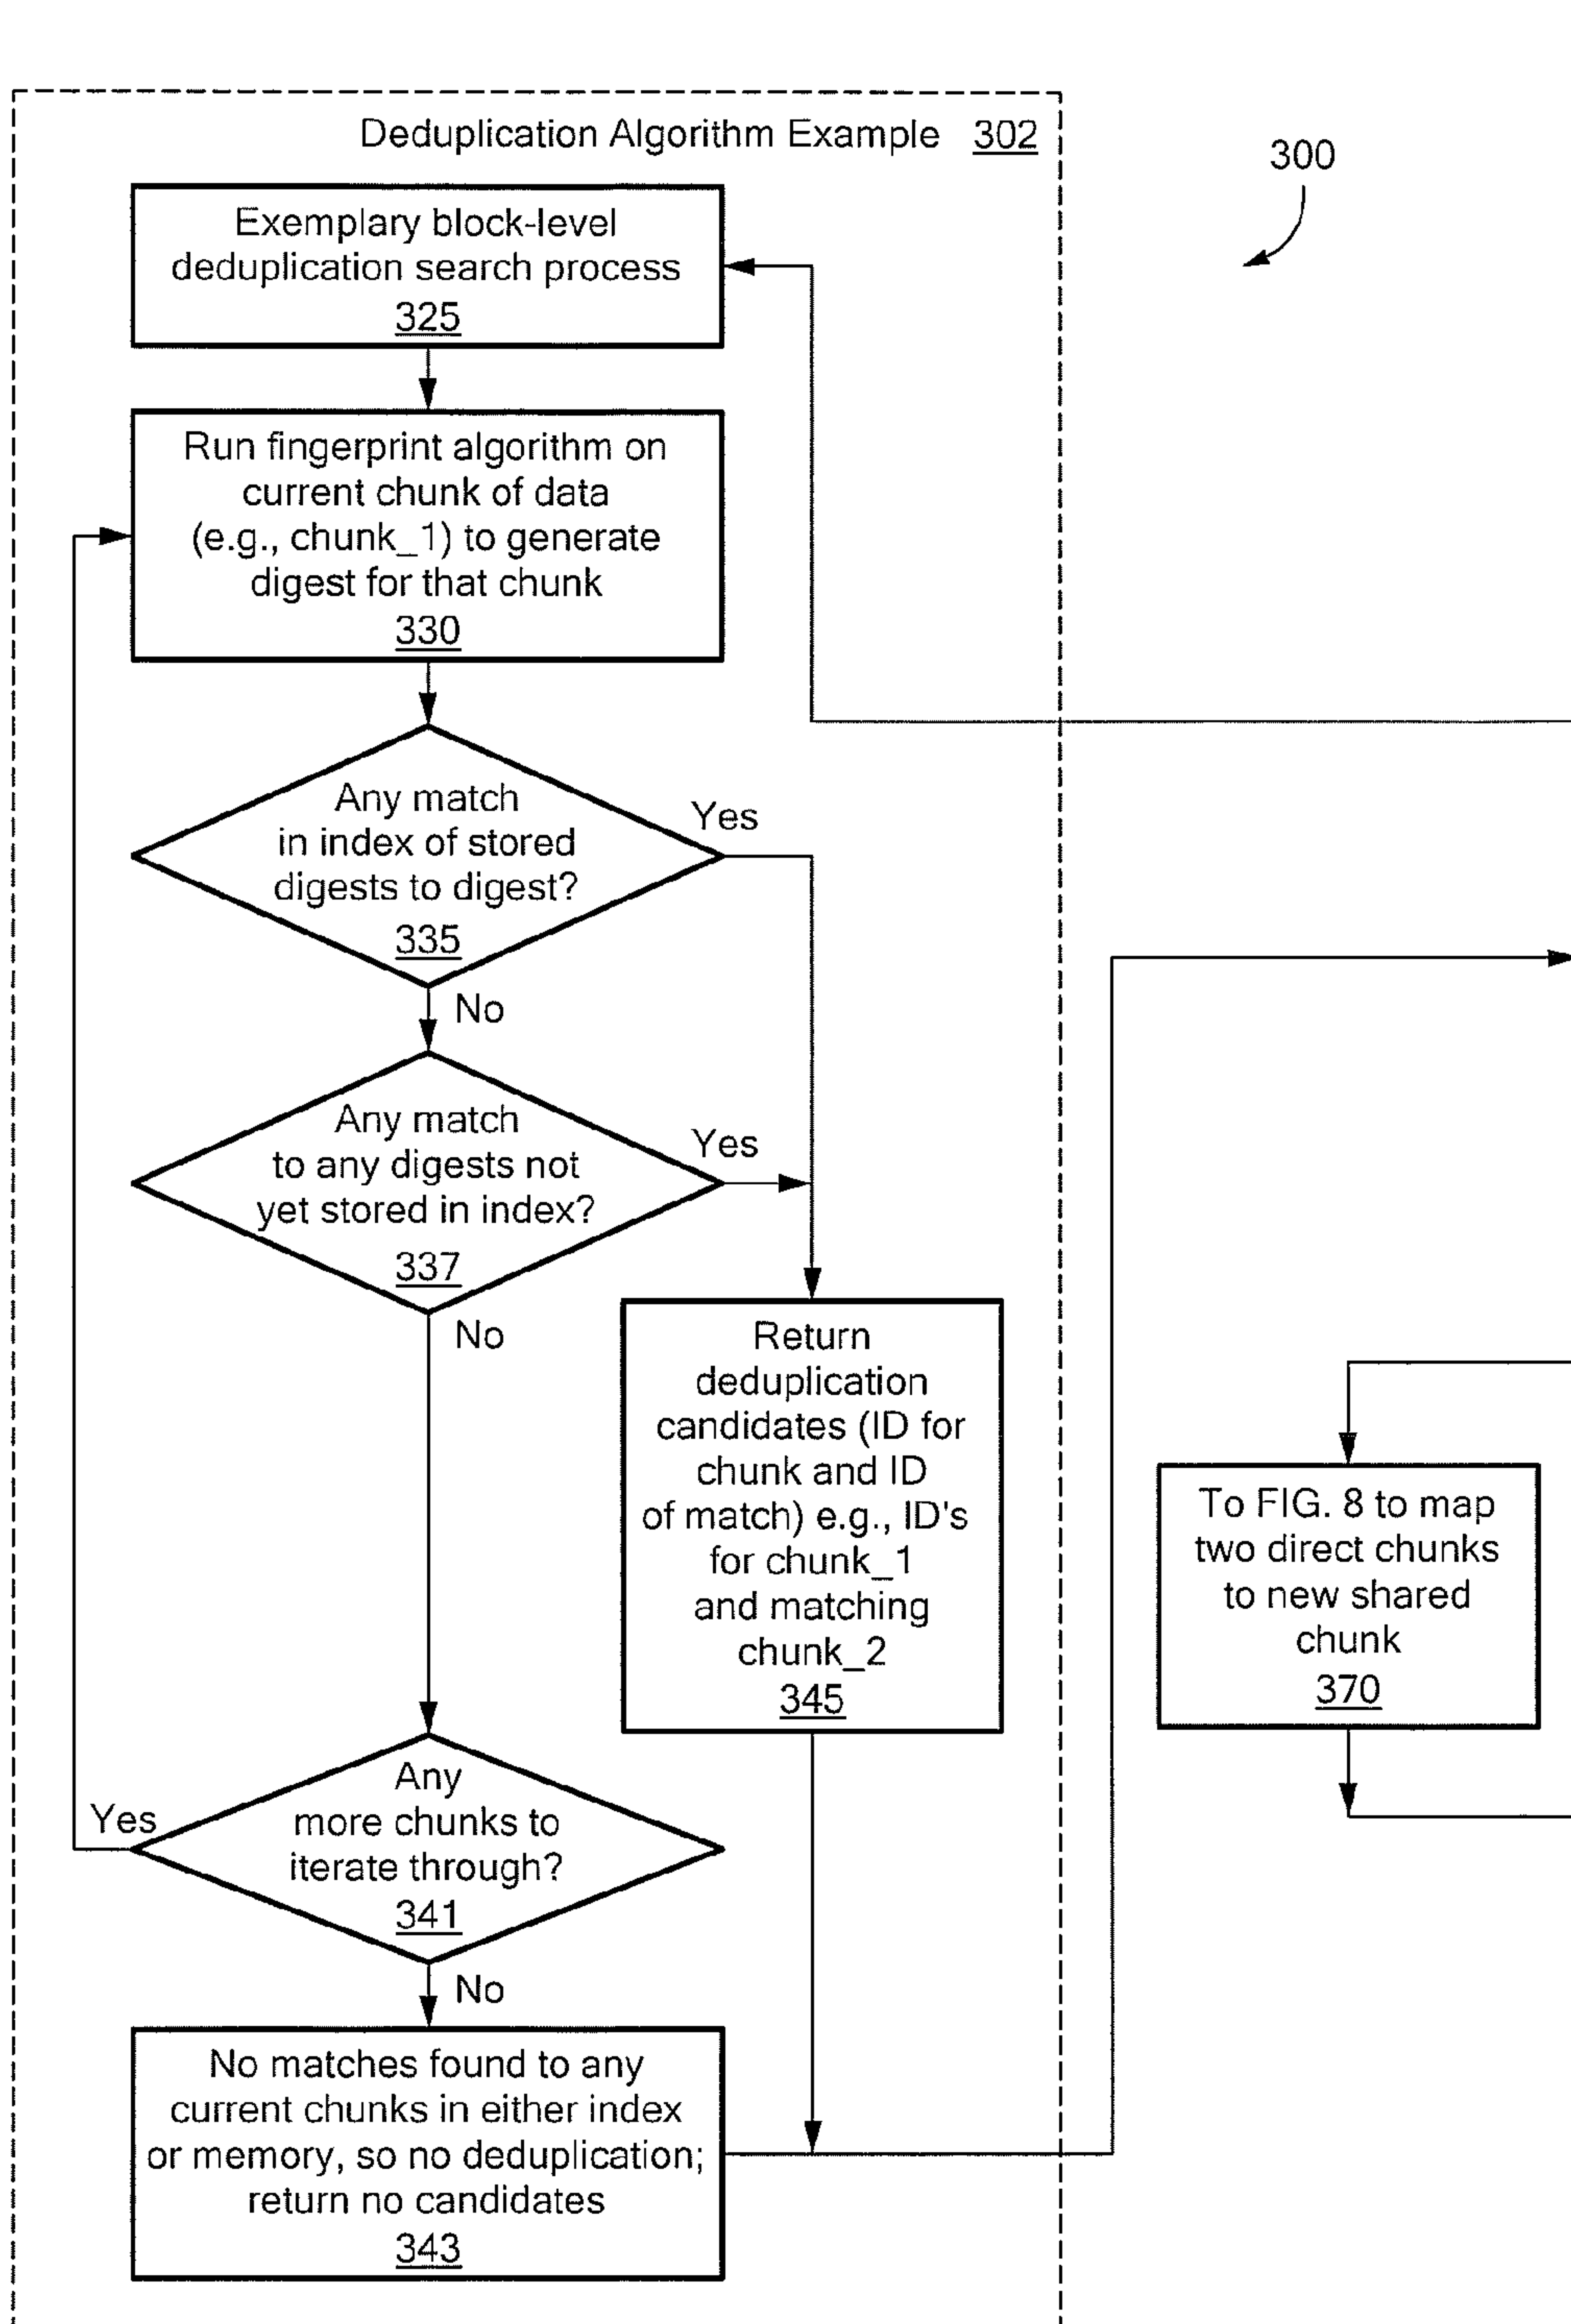 Deduplication Algorithm Example 302
300
Exemplary block-level
deduplication search process
325
Run fingerprint algorithm on
current chunk of data
(e.g., chunk_1) to generate
digest for that chunk
330
Any match
in index of stored
digests to digest?
335
Yes
No
Any match
to any digests not
yet stored in index?
337
Yes
No
Return
deduplication
candidates (ID for
chunk and ID
of match) e.g., ID's
for chunk_1
and matching
chunk_2
345
To FIG. 8 to map
two direct chunks
to new shared
chunk
370
Any
more chunks to
iterate through?
341
Yes
No
No matches found to any
current chunks in either index
or memory, so no deduplication;
return no candidates
343